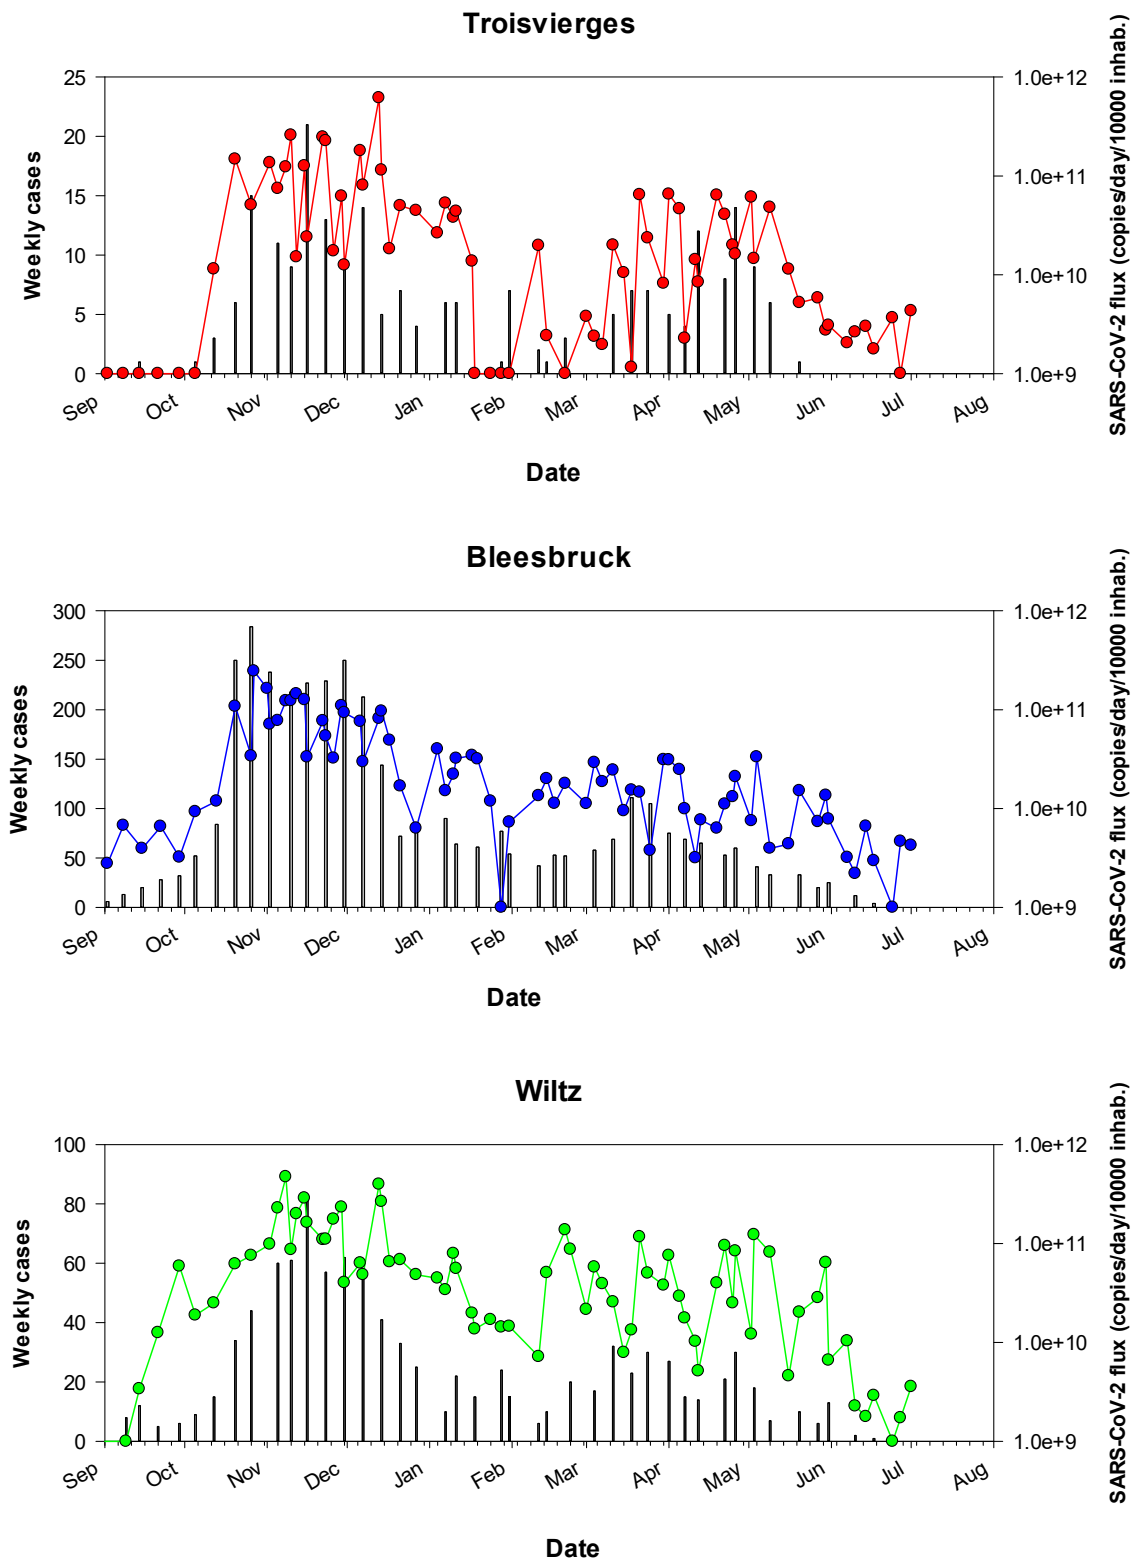 Troisvierges
Weekly cases
SARS-CoV-2 flux (copies/day/10000 inhab.)
25
20
15
10
5
0
1.0e+12
1.0e+11
1.0e+10
1.0e+9
Sep Oct Nov Dec Jan Feb Mar Apr May Jun Jul Aug
Date
Bleesbruck
Weekly cases
SARS-CoV-2 flux (copies/day/10000 inhab.)
300
250
200
150
100
50
0
1.0e+12
1.0e+11
1.0e+10
1.0e+9
Sep Oct Nov Dec Jan Feb Mar Apr May Jun Jul Aug
Date
Wiltz
Weekly cases
SARS-CoV-2 flux (copies/day/10000 inhab.)
100
80
60
40
20
0
1.0e+12
1.0e+11
1.0e+10
1.0e+9
Sep Oct Nov Dec Jan Feb Mar Apr May Jun Jul Aug
Date